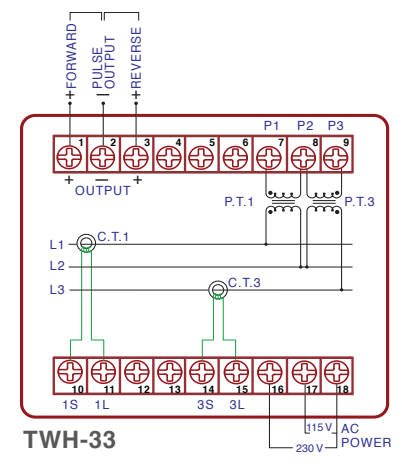 +FORWARD
PULSE
—OUTPUT
+REVERSE
P1 P2 P3
1 2 3 4 5 6 7 8 9
+ — +
OUTPUT
P.T.1 P.T.3
L1 C.T.1
L2
L3 C.T.3
10 11 12 13 14 15 16 17 18
1S 1L 3S 3L
115 V AC
POWER
230 V
TWH-33